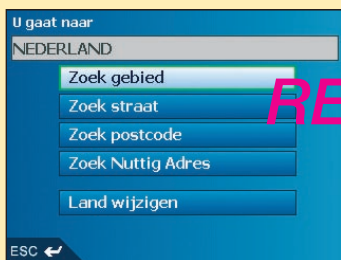 U gaat naar
NEDERLAND
Zoek gebied
RE
Zoek straat
Zoek postcode
Zoek Nuttig Adres
Land wijzigen
ESC